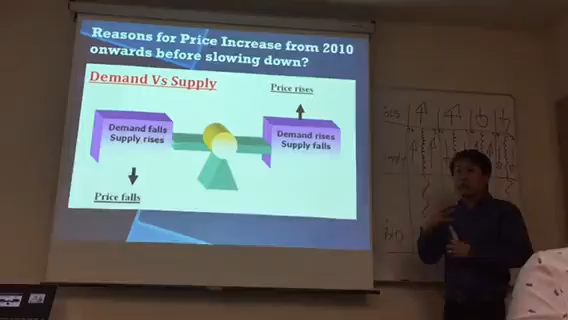 Reasons for Price Increase from 2010
onwards before slowing down?
Demand Vs Supply
Price rises
Demand falls
Supply rises
Demand rises
Supply falls
Price falls